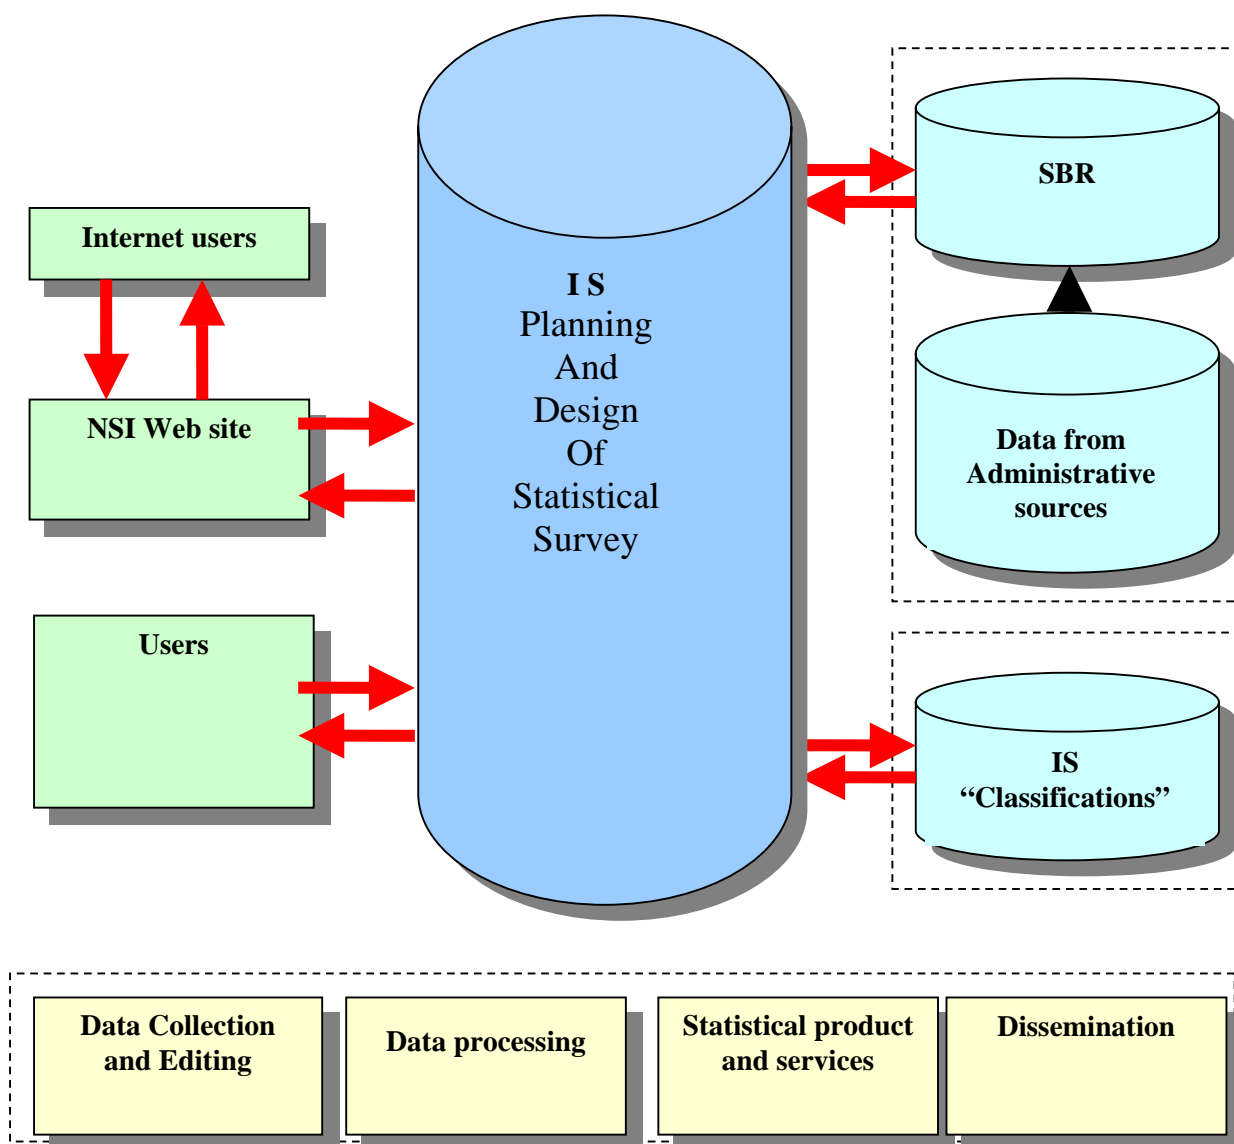 Internet users
NSI Web site
Users
I S
Planning
And
Design
Of
Statistical
Survey
SBR
Data from
Administrative
sources
IS
“Classifications”
Data Collection
and Editing
Data processing
Statistical product
and services
Dissemination